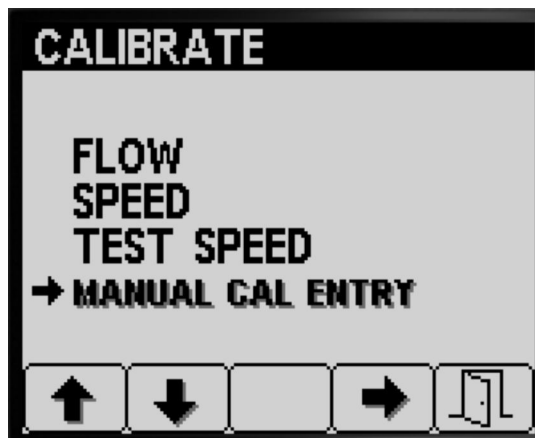 CALIBRATE
FLOW
SPEED
TEST SPEED
MANUAL CAL ENTRY